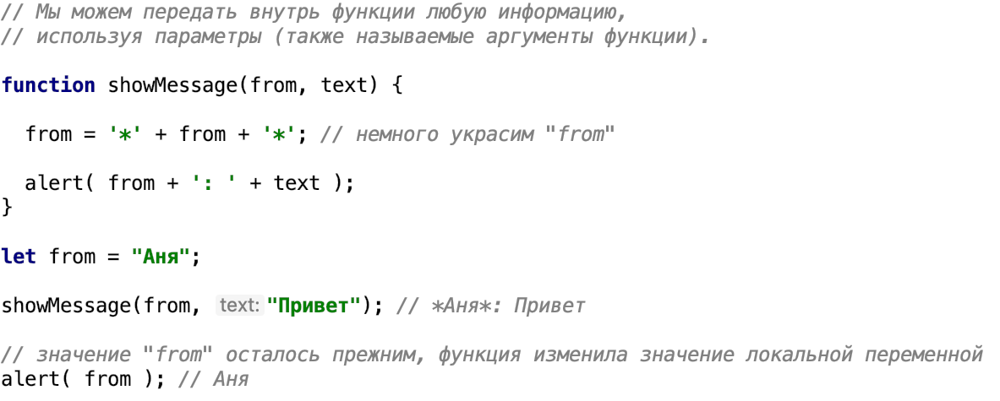 // Мы можем передать внутрь функции любую информацию,
// используя параметры (также называемые аргументы функции).
function showMessage(from, text) {
from = '*' + from + '*'; // немного украсим "from"
alert( from + ': ' + text );
}
let from = "Аня";
showMessage(from, text: "Привет"); // *Аня*: Привет
// значение "from" осталось прежним, функция изменила значение локальной переменной
alert( from ); // Аня